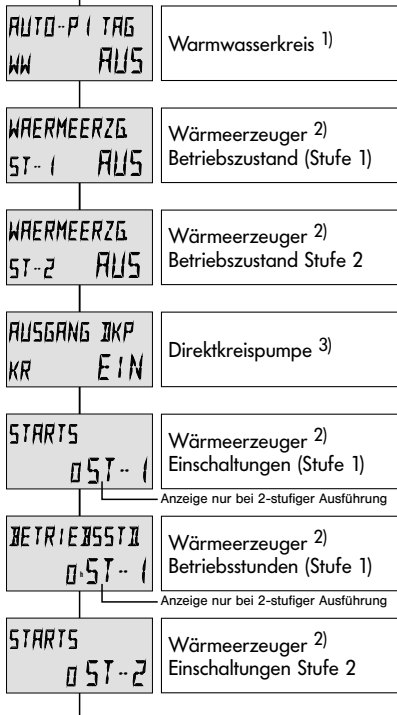 AUTO-P1 TAG
WW AUS
Warmwasserkreis 1)
WAERMEERZG.
ST-1 AUS
Wärmeerzeuger 2)
Betriebszustand (Stufe 1)
WAERMEERZG.
ST-2 AUS
Wärmeerzeuger 2)
Betriebszustand Stufe 2
AUSGANG DKP
KR EIN
Direktkreispumpe 3)
STARTS
0 ST-1
Wärmeerzeuger 2)
Einschaltungen (Stufe 1)
Anzeige nur bei 2-stufiger Ausführung
BETRIEBSSTD
0.ST-1
Wärmeerzeuger 2)
Betriebsstunden (Stufe 1)
Anzeige nur bei 2-stufiger Ausführung
STARTS
0 ST-2
Wärmeerzeuger 2)
Einschaltungen Stufe 2